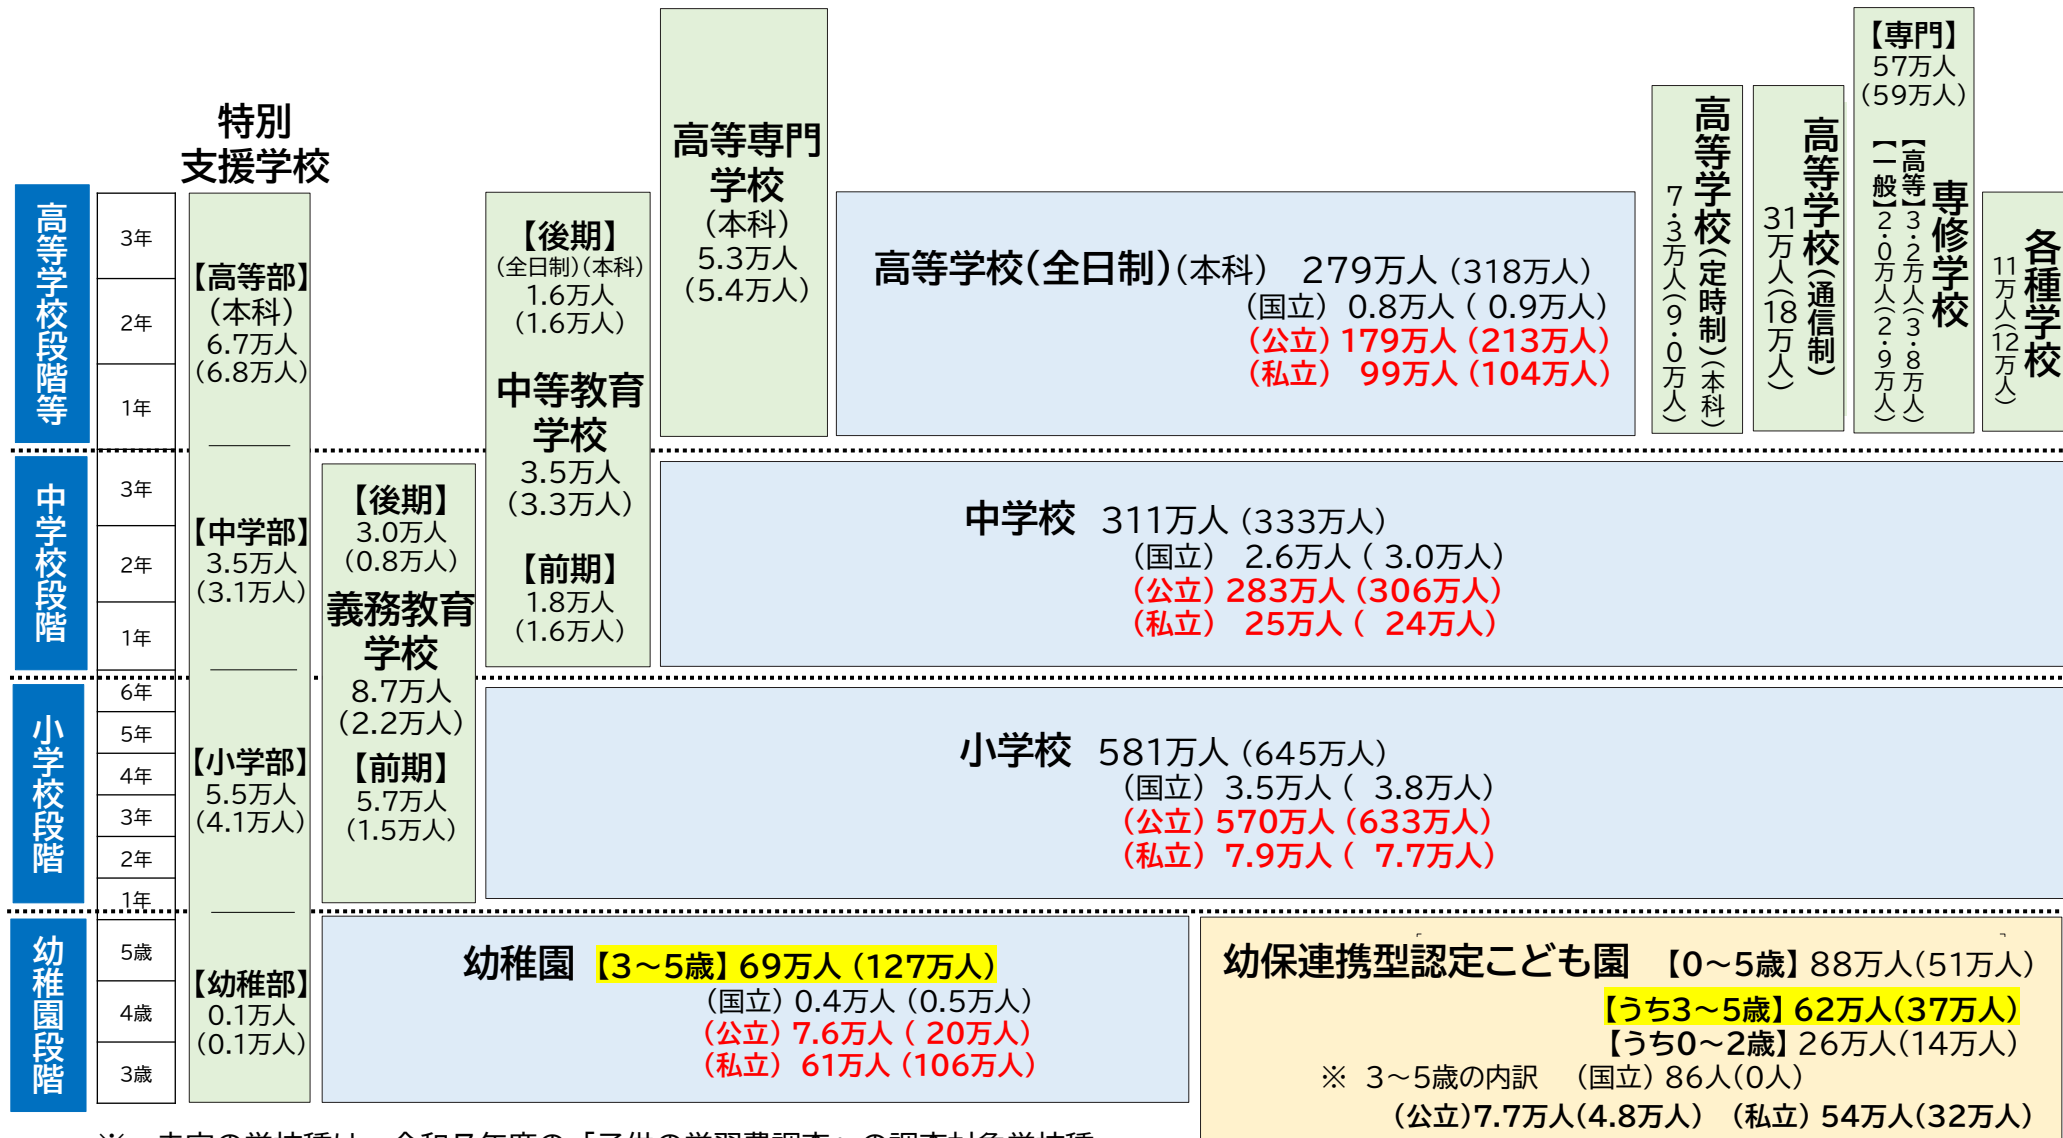 高等学校段階等
3年
2年
1年
中学校段階
3年
2年
1年
小学校段階
6年
5年
4年
3年
2年
1年
幼稚園段階
5歳
4歳
3歳
特別
支援学校
【高等部】
(本科)
6.7万人
(6.8万人)
【中学部】
3.5万人
(3.1万人)
【小学部】
5.5万人
(4.1万人)
【幼稚部】
0.1万人
(0.1万人)
【後期】
3.0万人
(0.8万人)
義務教育
学校
8.7万人
(2.2万人)
【前期】
5.7万人
(1.5万人)
【後期】
(全日制)(本科)
1.6万人
(1.6万人)
中等教育
学校
3.5万人
(3.3万人)
【前期】
1.8万人
(1.6万人)
高等専門
学校
(本科)
5.3万人
(5.4万人)
高等学校(全日制)(本科) 279万人 (318万人)
(国立) 0.8万人 ( 0.9万人)
(公立) 179万人 (213万人)
(私立) 99万人 (104万人)
高等学校(定時制)(本科)
7.3万人(9.0万人)
高等学校(通信制)
31万人(18万人)
【専門】
57万人
(59万人)
専修学校
【高等】3.2万人(3.8万人)
【一般】2.0万人(2.9万人)
各種学校
11万人(12万人)
中学校 311万人 (333万人)
(国立) 2.6万人 ( 3.0万人)
(公立) 283万人 (306万人)
(私立) 25万人 ( 24万人)
小学校 581万人 (645万人)
(国立) 3.5万人 ( 3.8万人)
(公立) 570万人 (633万人)
(私立) 7.9万人 ( 7.7万人)
幼稚園 【3~5歳】 69万人 (127万人)
(国立) 0.4万人 (0.5万人)
(公立) 7.6万人 ( 20万人)
(私立) 61万人 (106万人)
幼保連携型認定こども園 【0~5歳】 88万人(51万人)
【うち3~5歳】 62万人(37万人)
【うち0~2歳】 26万人(14万人)
※ 3~5歳の内訳 (国立) 86人(0人)
(公立)7.7万人(4.8万人) (私立) 54万人(32万人)